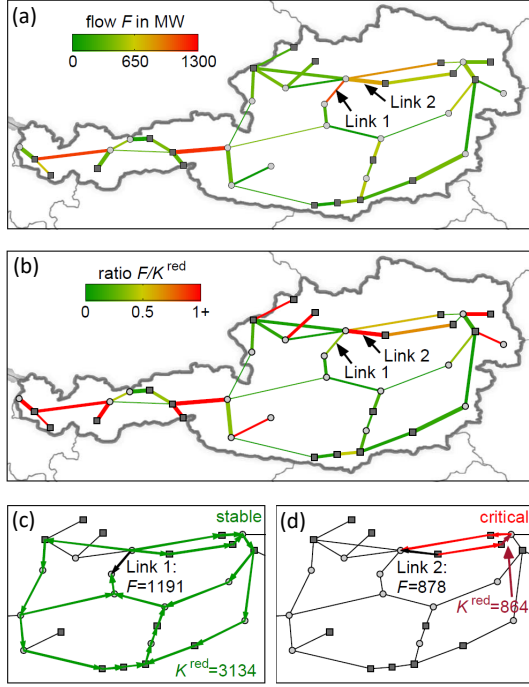 (a)
flow F in MW
0 650 1300
Link 2
Link 1
(b)
ratio F/K^red
0 0.5 1+
Link 2
Link 1
(c)
stable
Link 1:
F=1191
K^red=3134
(d)
critical
Link 2:
F=878
K^red=864